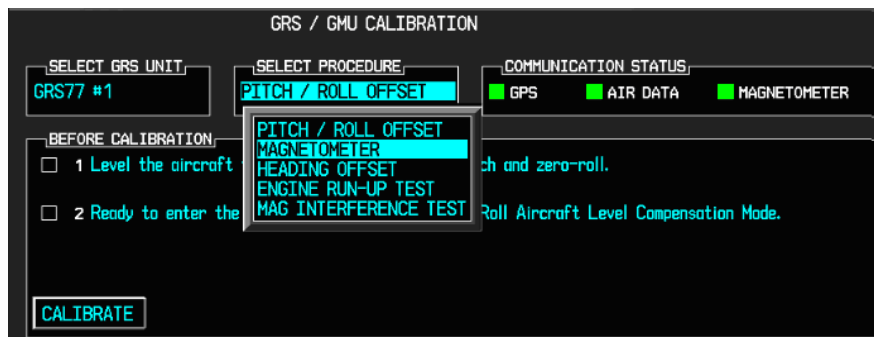 GRS / GMU CALIBRATION
SELECT GRS UNIT
GRS77 #1
SELECT PROCEDURE
PITCH / ROLL OFFSET
COMMUNICATION STATUS
GPS AIR DATA MAGNETOMETER
PITCH / ROLL OFFSET
MAGNETOMETER
HEADING OFFSET
ENGINE RUN-UP TEST
MAG INTERFERENCE TEST
BEFORE CALIBRATION
1 Level the aircraft and zero-roll.
2 Ready to enter the Roll Aircraft Level Compensation Mode.
CALIBRATE